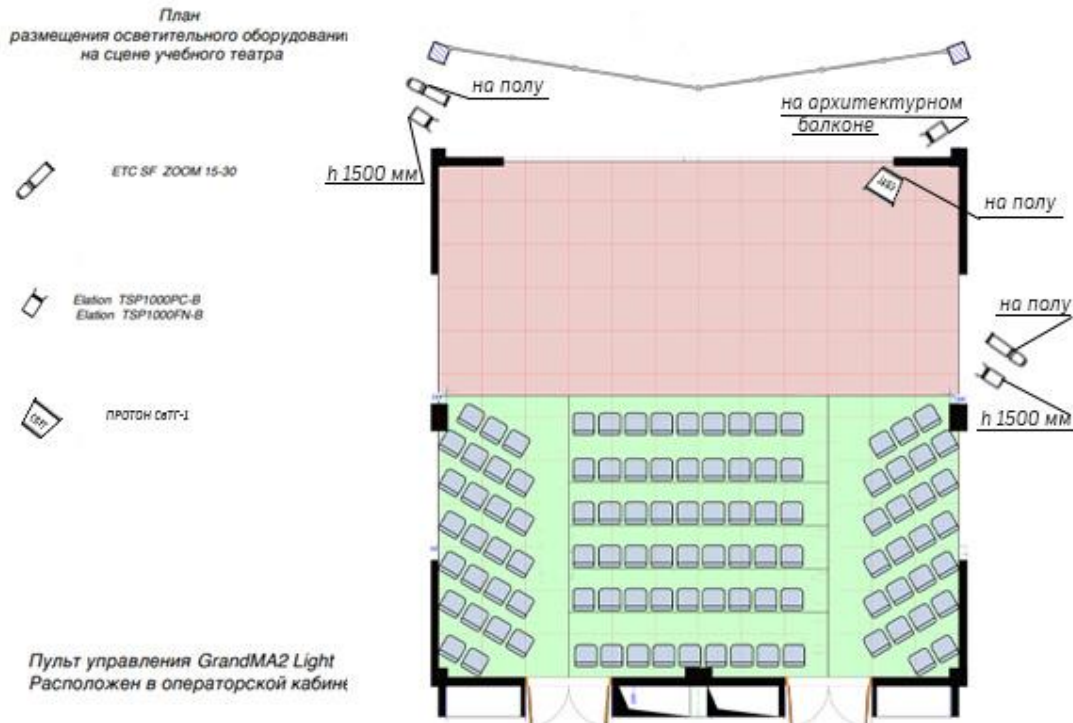 План
размещения осветительного оборудовани
на сцене учебного театра
на полу
на архитектурном
балконе
ETC SF ZOOM 15-30
h 1500 мм
на полу
Elation TSP1000PC-B
Elation TSP1000FN-B
на полу
ПРОТОН СвТГ-1
h 1500 мм
Пульт управления GrandMA2 Light
Расположен в операторской кабине